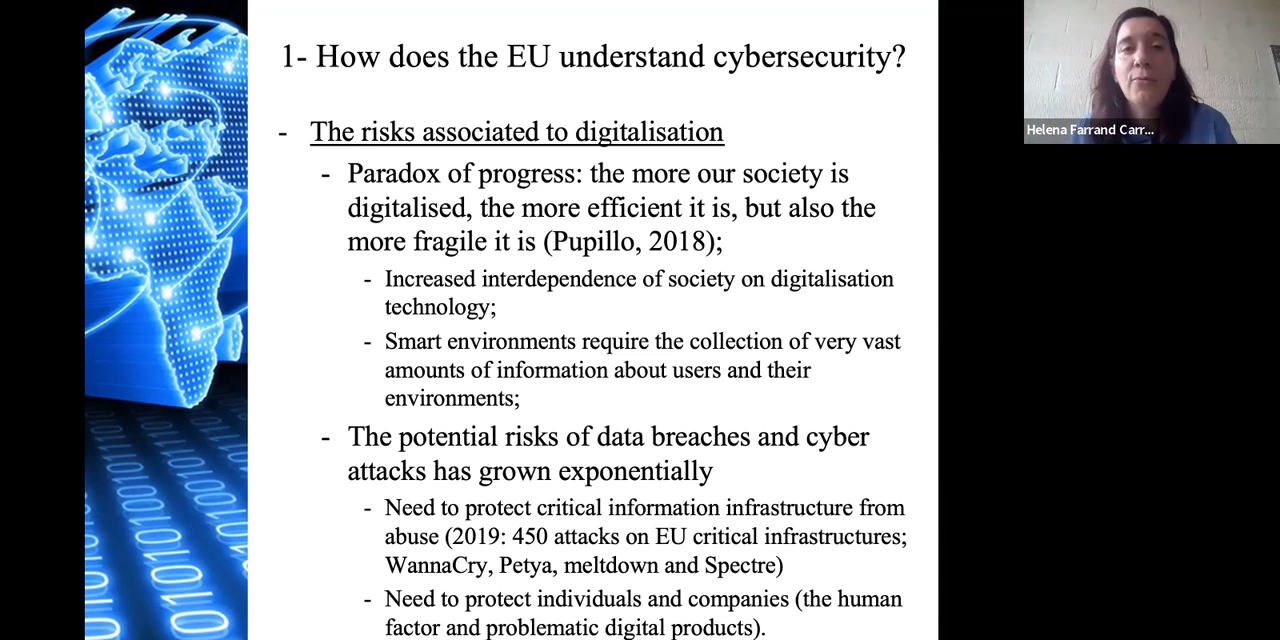 1- How does the EU understand cybersecurity?
- The risks associated to digitalisation
- Paradox of progress: the more our society is
digitalised, the more efficient it is, but also the
more fragile it is (Pupillo, 2018);
- Increased interdependence of society on digitalisation
technology;
- Smart environments require the collection of very vast
amounts of information about users and their
environments;
- The potential risks of data breaches and cyber
attacks has grown exponentially
- Need to protect critical information infrastructure from
abuse (2019: 450 attacks on EU critical infrastructures;
WannaCry, Petya, meltdown and Spectre)
- Need to protect individuals and companies (the human
factor and problematic digital products).
Helena Farrand Carr...